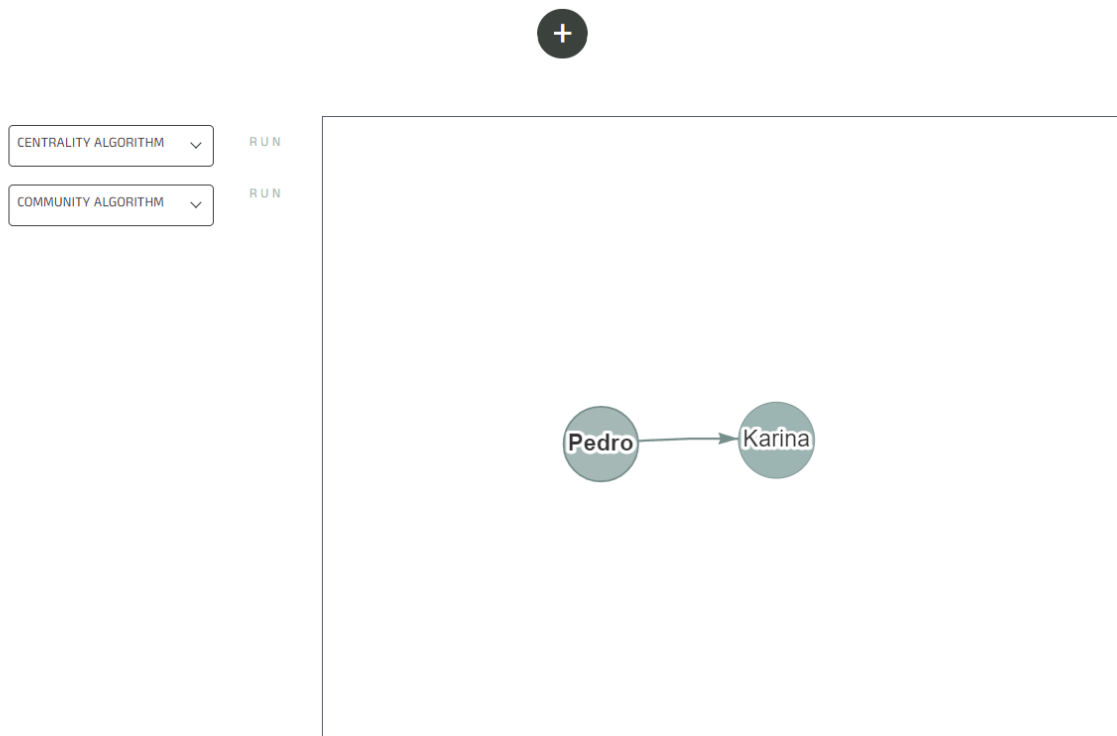 +
CENTRALITY ALGORITHM
RUN
COMMUNITY ALGORITHM
RUN
Pedro
Karina